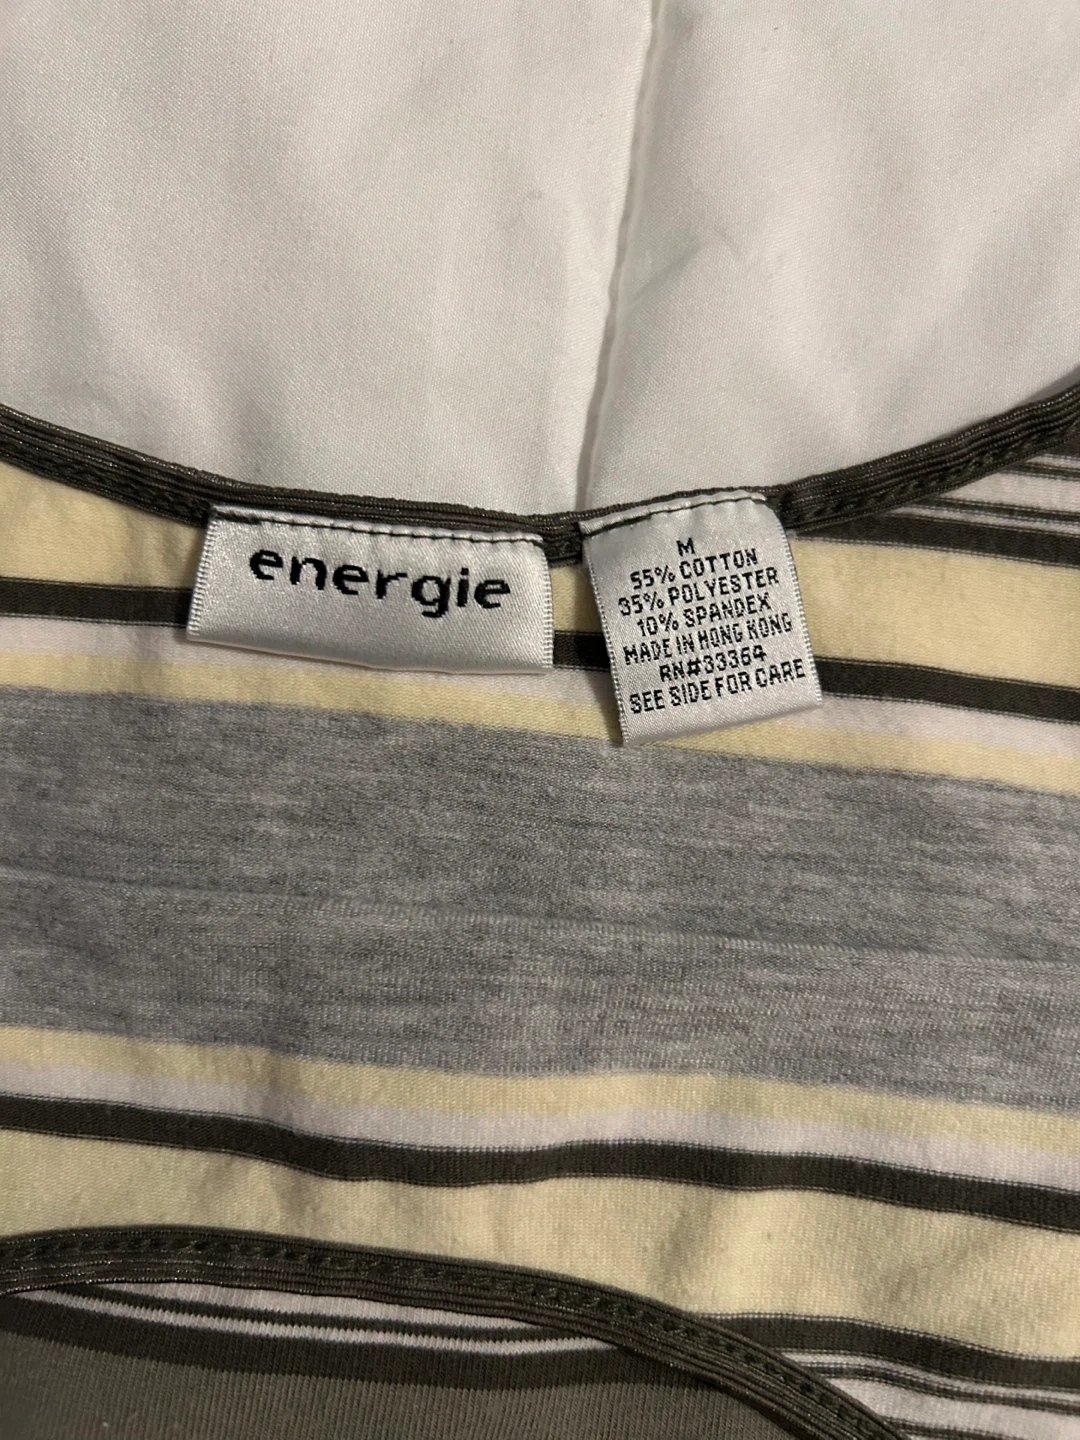 energie
M
55% COTTON
35% POLYESTER
10% SPANDEX
MADE IN HONG KONG
RN#33364
SEE SIDE FOR CARE